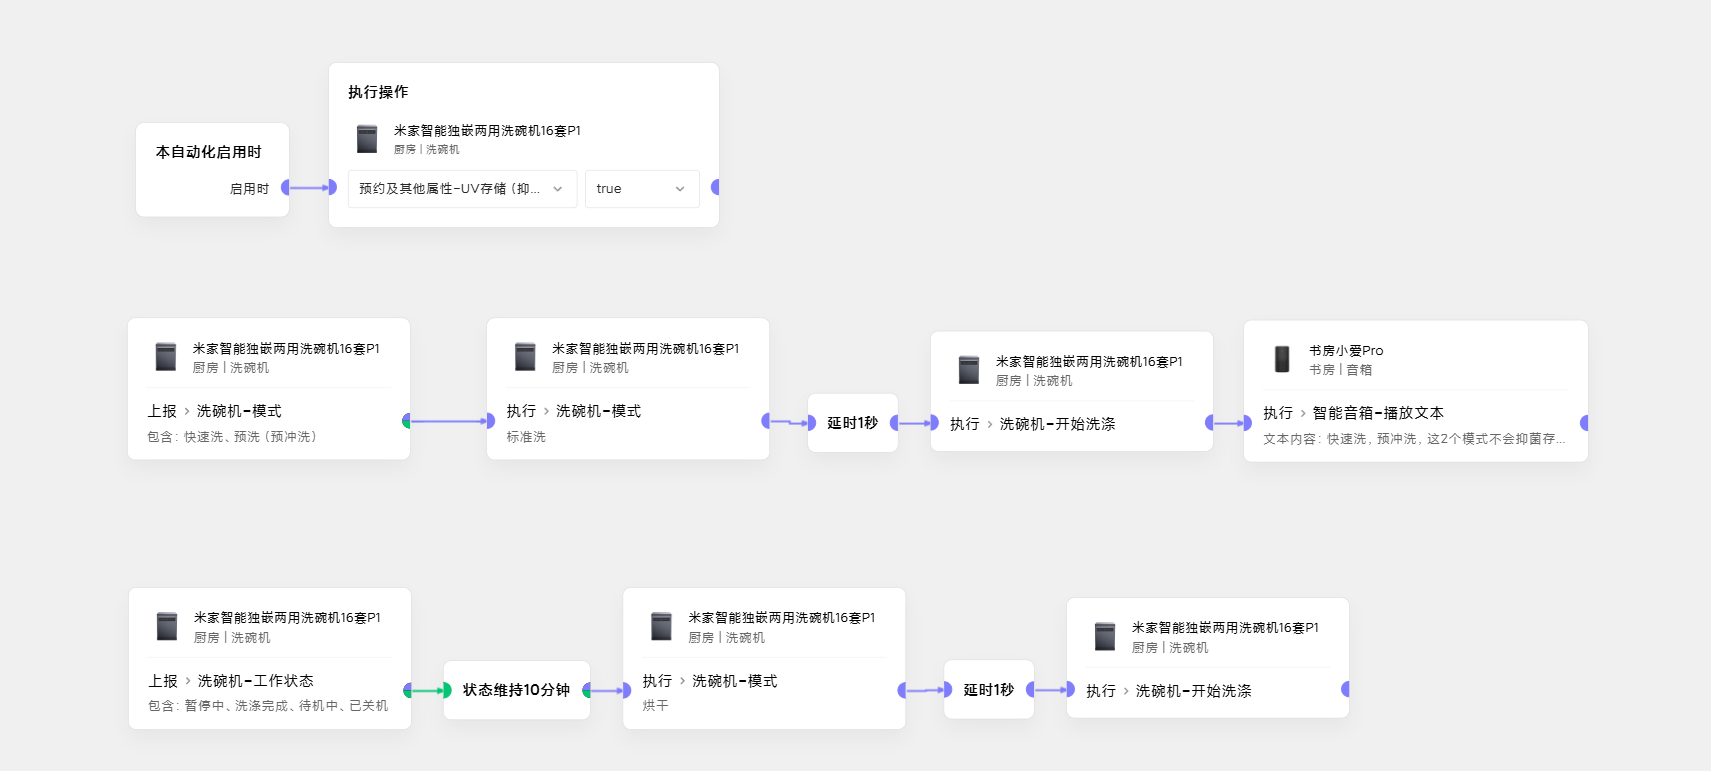 本自动化启用时
启用时
执行操作
米家智能独嵌两用洗碗机16套P1
厨房 | 洗碗机
预约及其他属性-UV存储（抑...
true
米家智能独嵌两用洗碗机16套P1
厨房 | 洗碗机
上报 > 洗碗机-模式
包含：快速洗、预洗（预冲洗）
米家智能独嵌两用洗碗机16套P1
厨房 | 洗碗机
执行 > 洗碗机-模式
标准洗
延时1秒
米家智能独嵌两用洗碗机16套P1
厨房 | 洗碗机
执行 > 洗碗机-开始洗涤
书房小爱Pro
书房 | 音箱
执行 > 智能音箱-播放文本
文本内容：快速洗，预冲洗，这2个模式不会抑菌存...
米家智能独嵌两用洗碗机16套P1
厨房 | 洗碗机
上报 > 洗碗机-工作状态
包含：暂停中、洗涤完成、待机中、已关机
状态维持10分钟
米家智能独嵌两用洗碗机16套P1
厨房 | 洗碗机
执行 > 洗碗机-模式
烘干
延时1秒
米家智能独嵌两用洗碗机16套P1
厨房 | 洗碗机
执行 > 洗碗机-开始洗涤